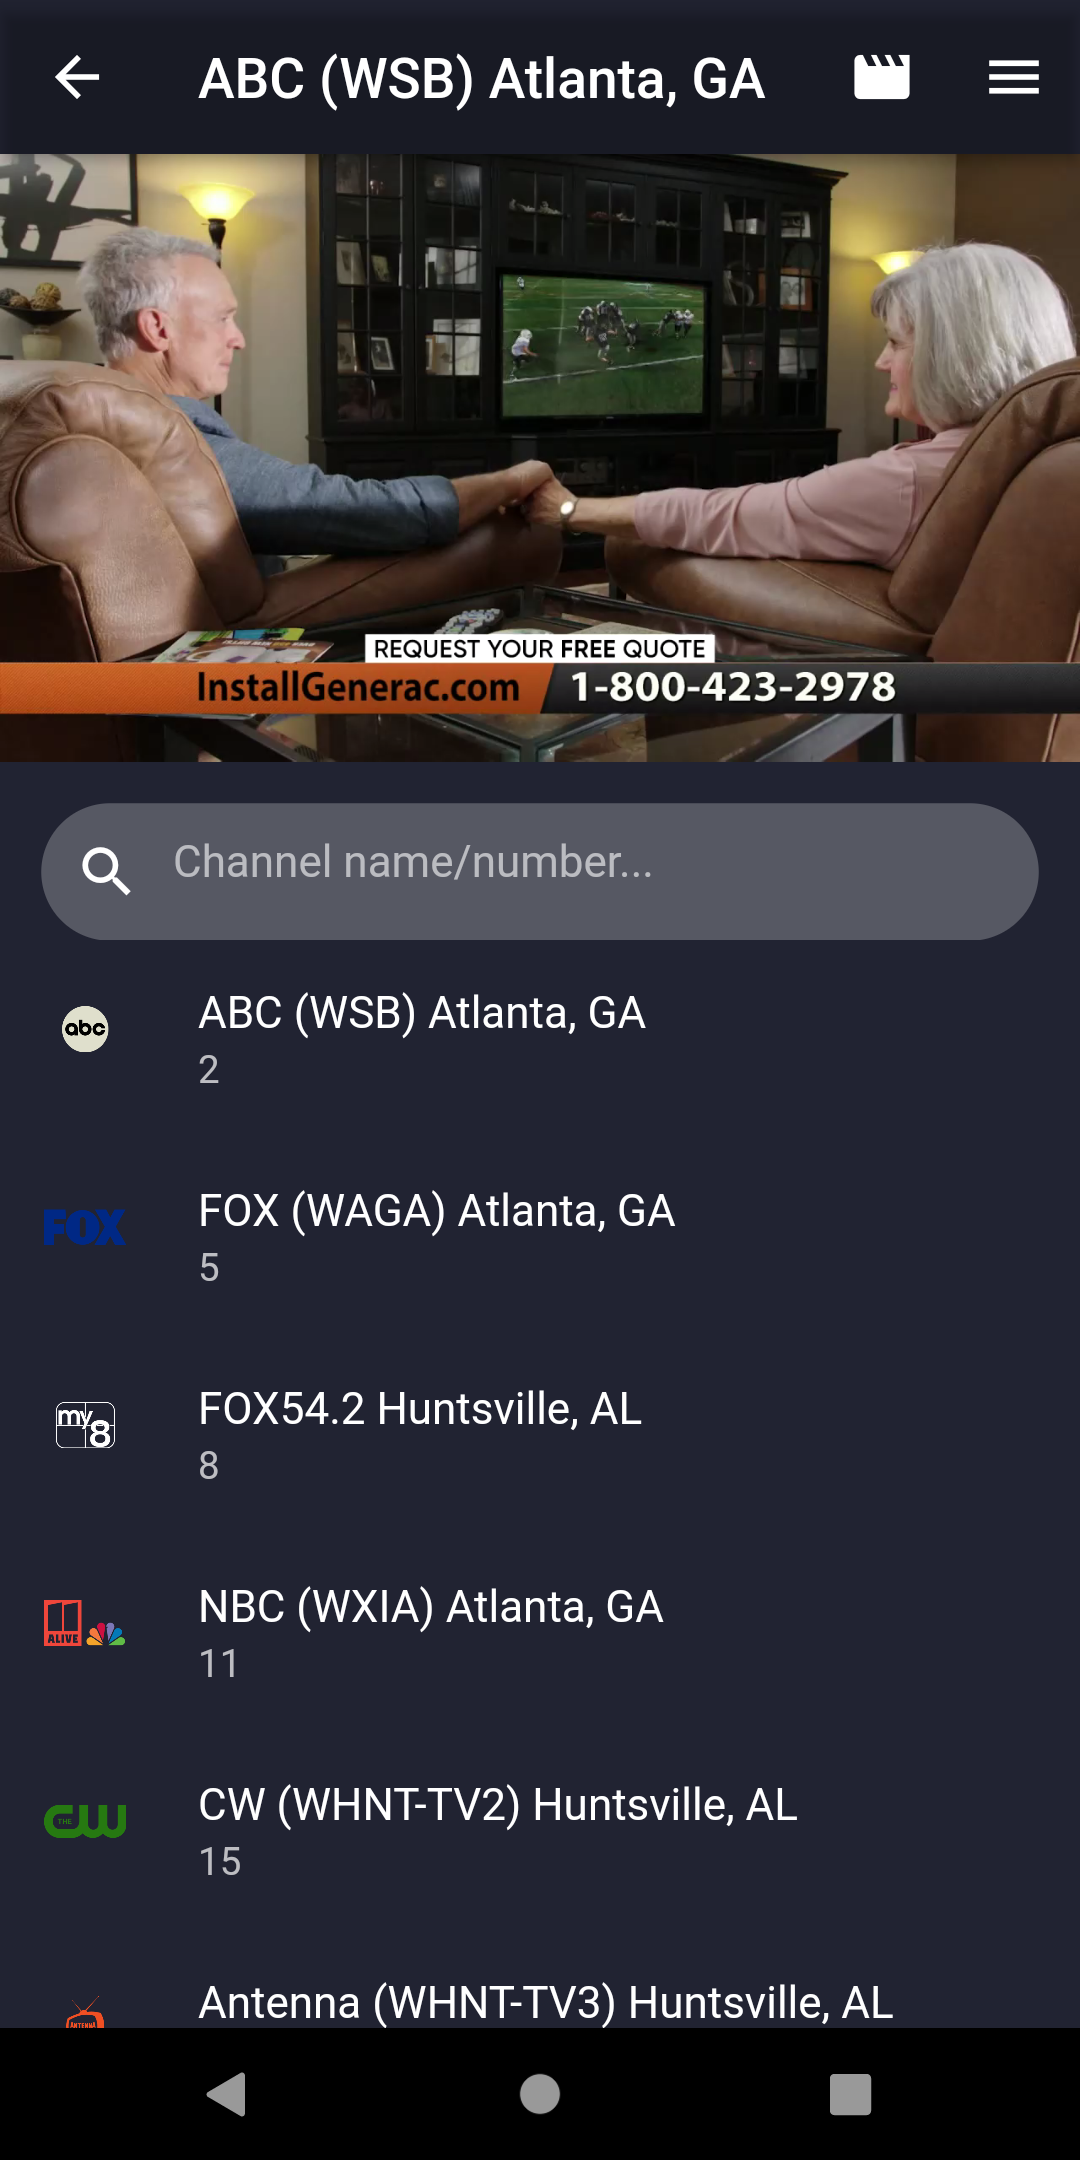 ABC (WSB) Atlanta, GA
REQUEST YOUR FREE QUOTE
InstallGenerac.com 1-800-423-2978
Channel name/number...
abc
ABC (WSB) Atlanta, GA
2
FOX
FOX (WAGA) Atlanta, GA
5
my8
FOX54.2 Huntsville, AL
8
11 ALIVE
NBC (WXIA) Atlanta, GA
11
THE CW
CW (WHNT-TV2) Huntsville, AL
15
ANTENNA
Antenna (WHNT-TV3) Huntsville, AL